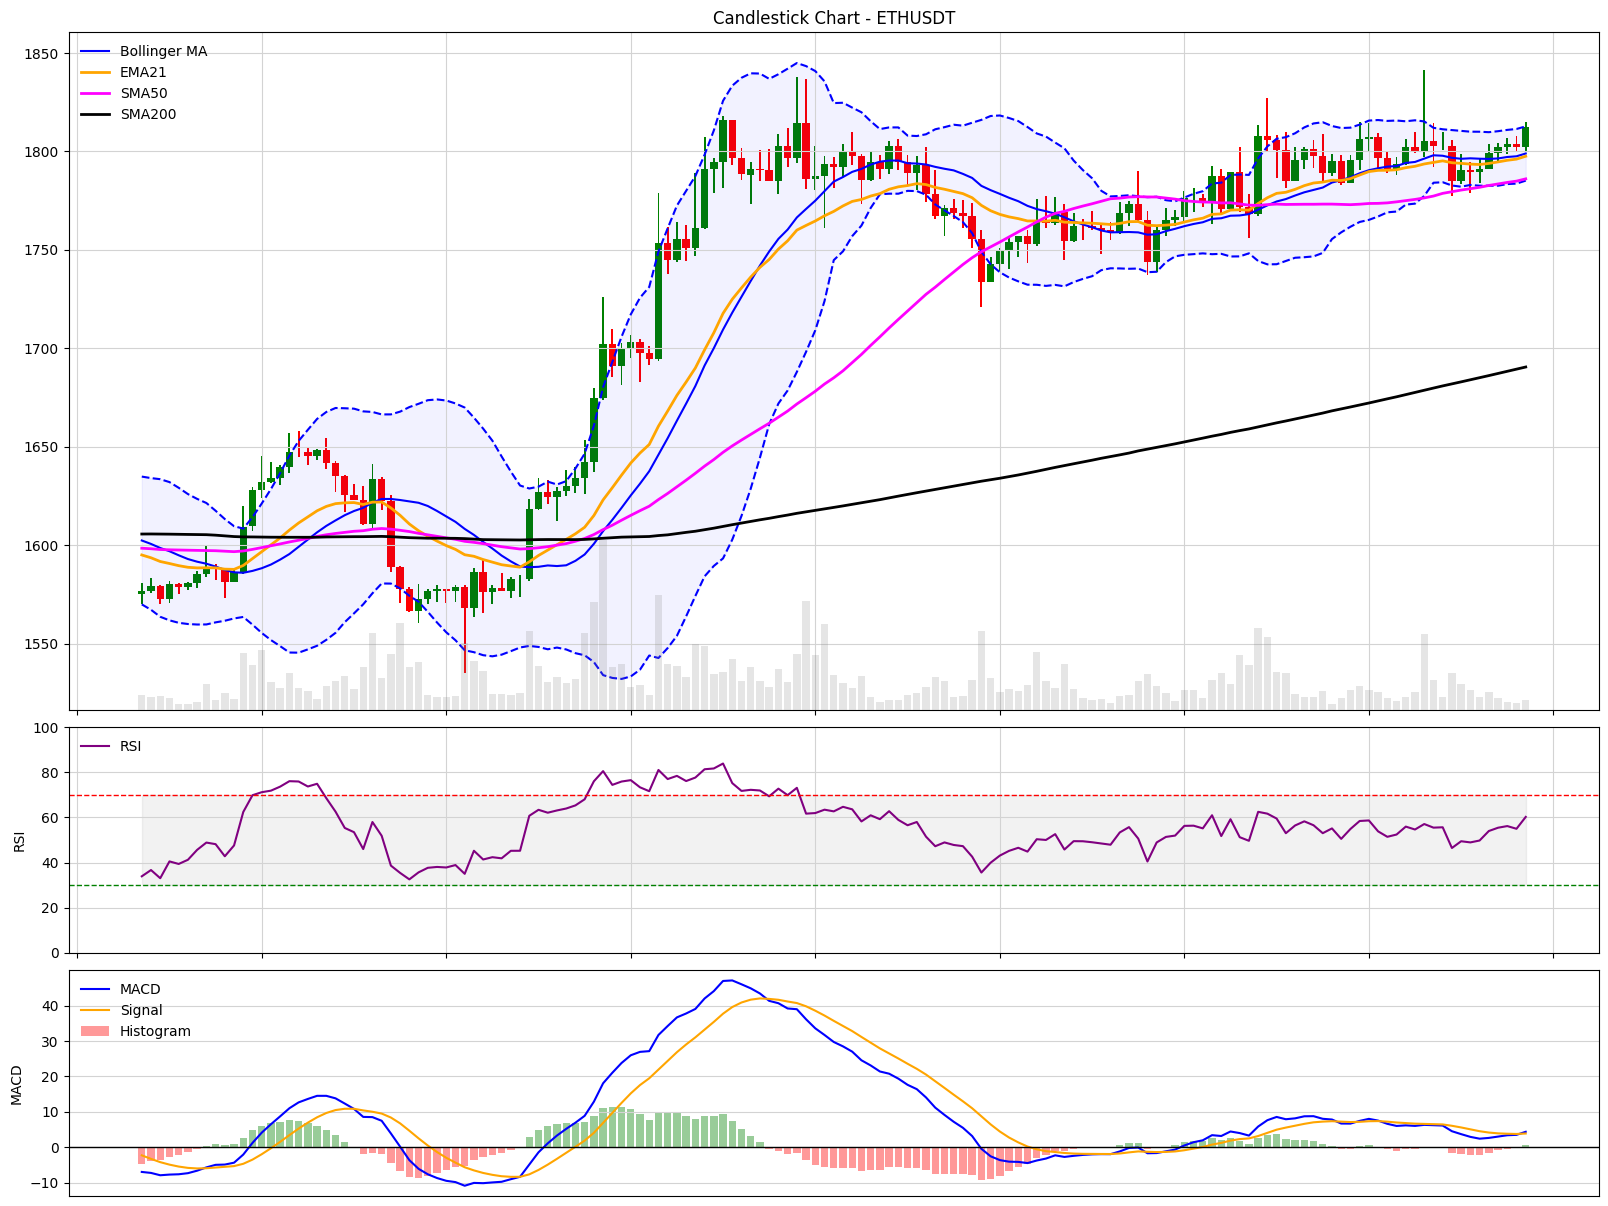 Candlestick Chart - ETHUSDT
Bollinger MA
EMA21
SMA50
SMA200
1850
1800
1750
1700
1650
1600
1550
RSI
RSI
100
80
60
40
20
0
MACD
Signal
Histogram
MACD
40
30
20
10
0
−10